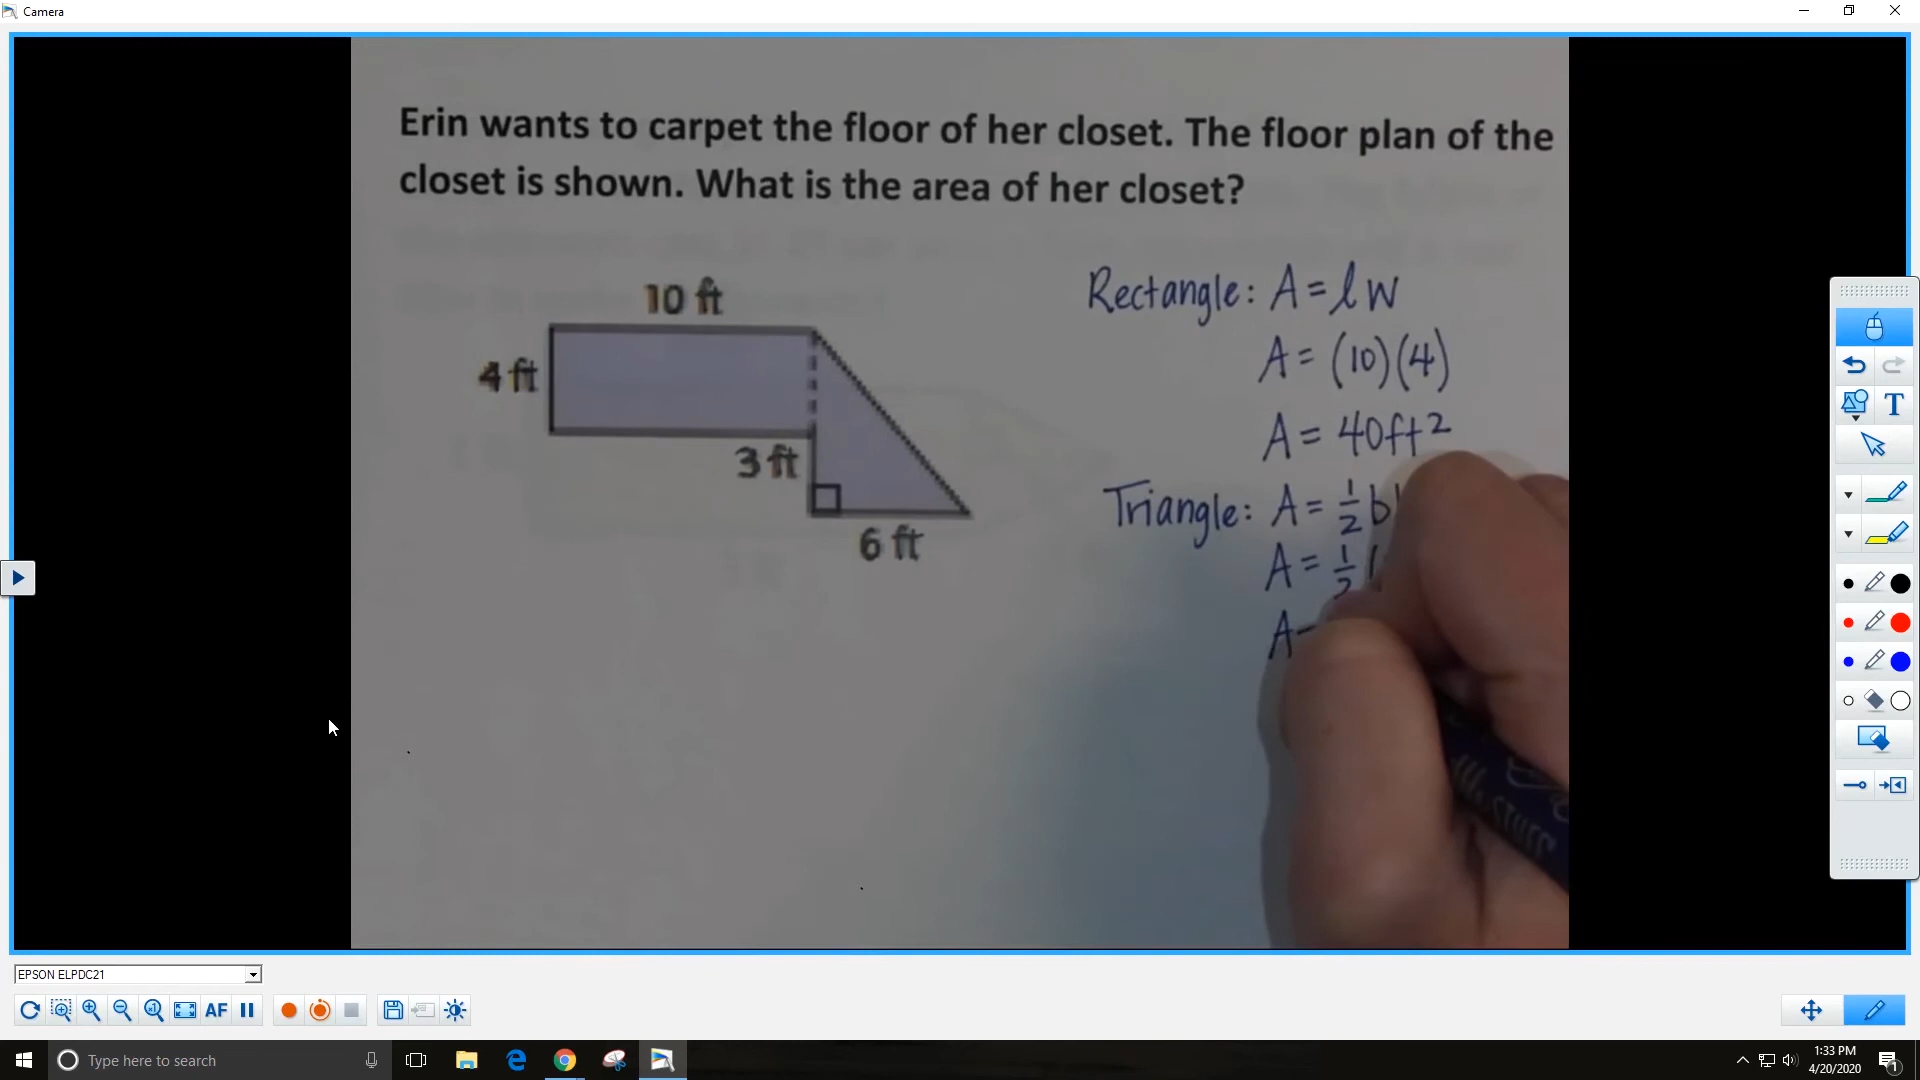 Camera
Erin wants to carpet the floor of her closet. The floor plan of the
closet is shown. What is the area of her closet?
10 ft
4 ft
3 ft
6 ft
Rectangle: A = lw
A = (10)(4)
A = 40ft²
Triangle: A = ½b
A = ½(
A =
T
EPSON ELPDC21
AF
Type here to search
1:33 PM
4/20/2020
1